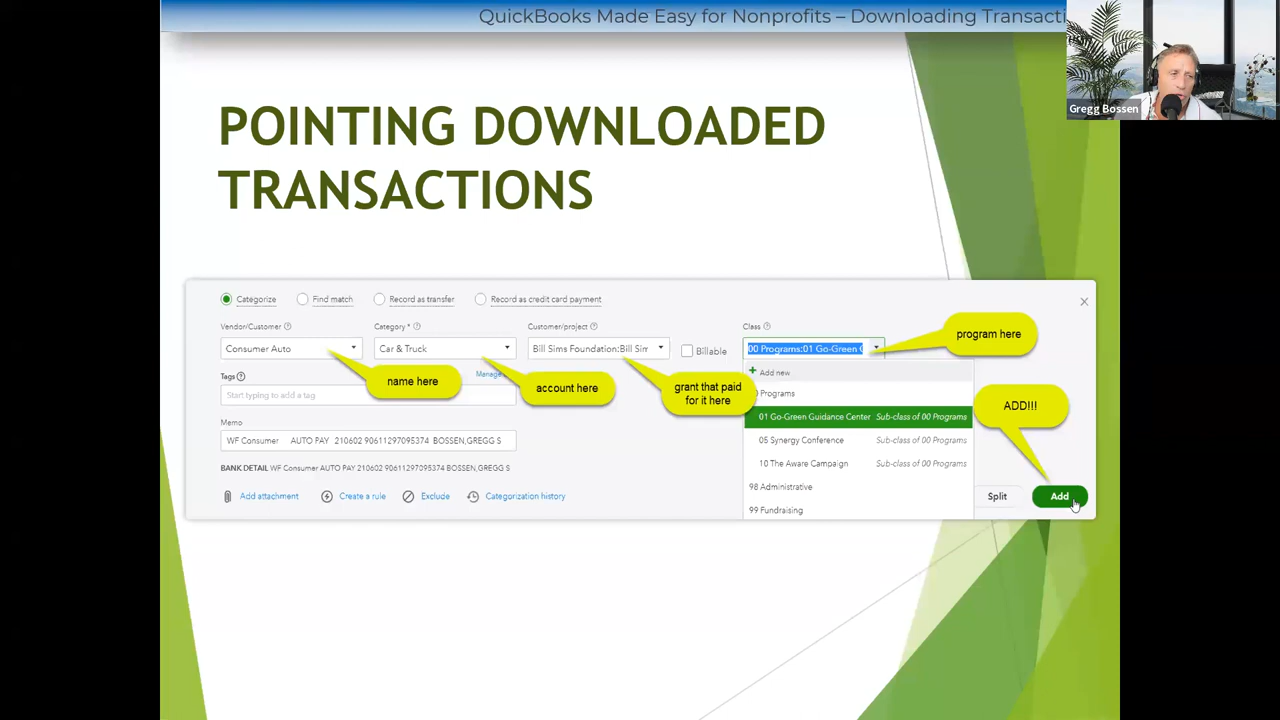 QuickBooks Made Easy for Nonprofits – Downloading Transacti
Gregg Bossen
POINTING DOWNLOADED
TRANSACTIONS
Categorize Find match Record as transfer Record as credit card payment
Vendor/Customer Category * Customer/project Class
program here
Consumer Auto Car & Truck Bill Sims Foundation:Bill Sim Billable 00 Programs:01 Go-Green
Add new
Tags Manage
name here
account here
grant that paid
for it here
Start typing to add a tag
Programs
ADD!!!
01 Go-Green Guidance Center Sub-class of 00 Programs
Memo
WF Consumer AUTO PAY 210602 90611297095374 BOSSEN,GREGG S
05 Synergy Conference Sub-class of 00 Programs
BANK DETAIL WF Consumer AUTO PAY 210602 90611297095374 BOSSEN,GREGG S
10 The Aware Campaign Sub-class of 00 Programs
98 Administrative
Add attachment Create a rule Exclude Categorization history
Split Add
99 Fundraising